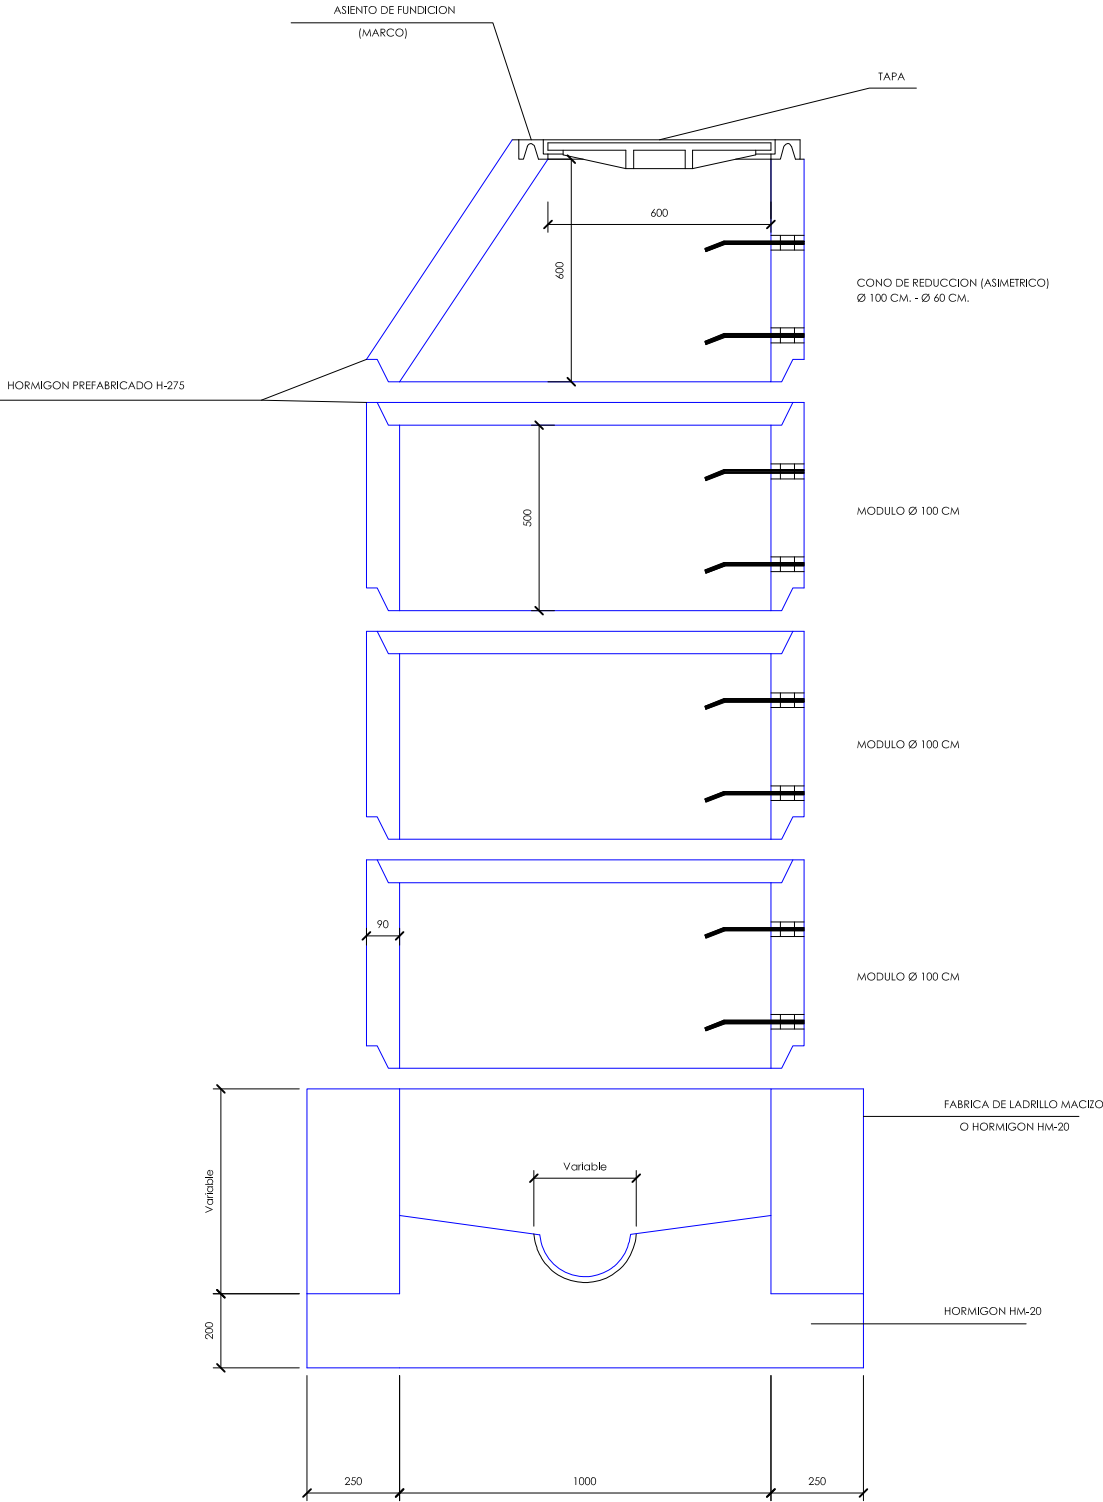 ASIENTO DE FUNDICION
(MARCO)
TAPA
600
600
CONO DE REDUCCION (ASIMETRICO)
Ø 100 CM. - Ø 60 CM.
HORMIGON PREFABRICADO H-275
500
MODULO Ø 100 CM
MODULO Ø 100 CM
90
MODULO Ø 100 CM
FABRICA DE LADRILLO MACIZO
O HORMIGON HM-20
Variable
Variable
HORMIGON HM-20
200
250
1000
250